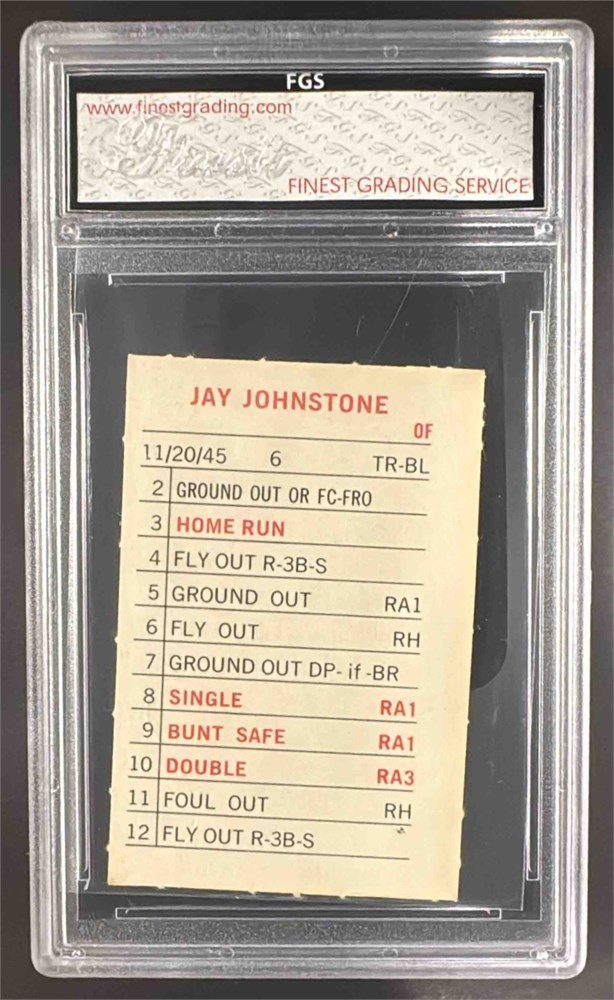 FGS
www.finestgrading.com
Finest
FINEST GRADING SERVICE
JAY JOHNSTONE
OF
11/20/45 6 TR-BL
2 GROUND OUT OR FC-FRO
3 HOME RUN
4 FLY OUT R-3B-S
5 GROUND OUT RA1
6 FLY OUT RH
7 GROUND OUT DP- if -BR
8 SINGLE RA1
9 BUNT SAFE RA1
10 DOUBLE RA3
11 FOUL OUT RH
12 FLY OUT R-3B-S